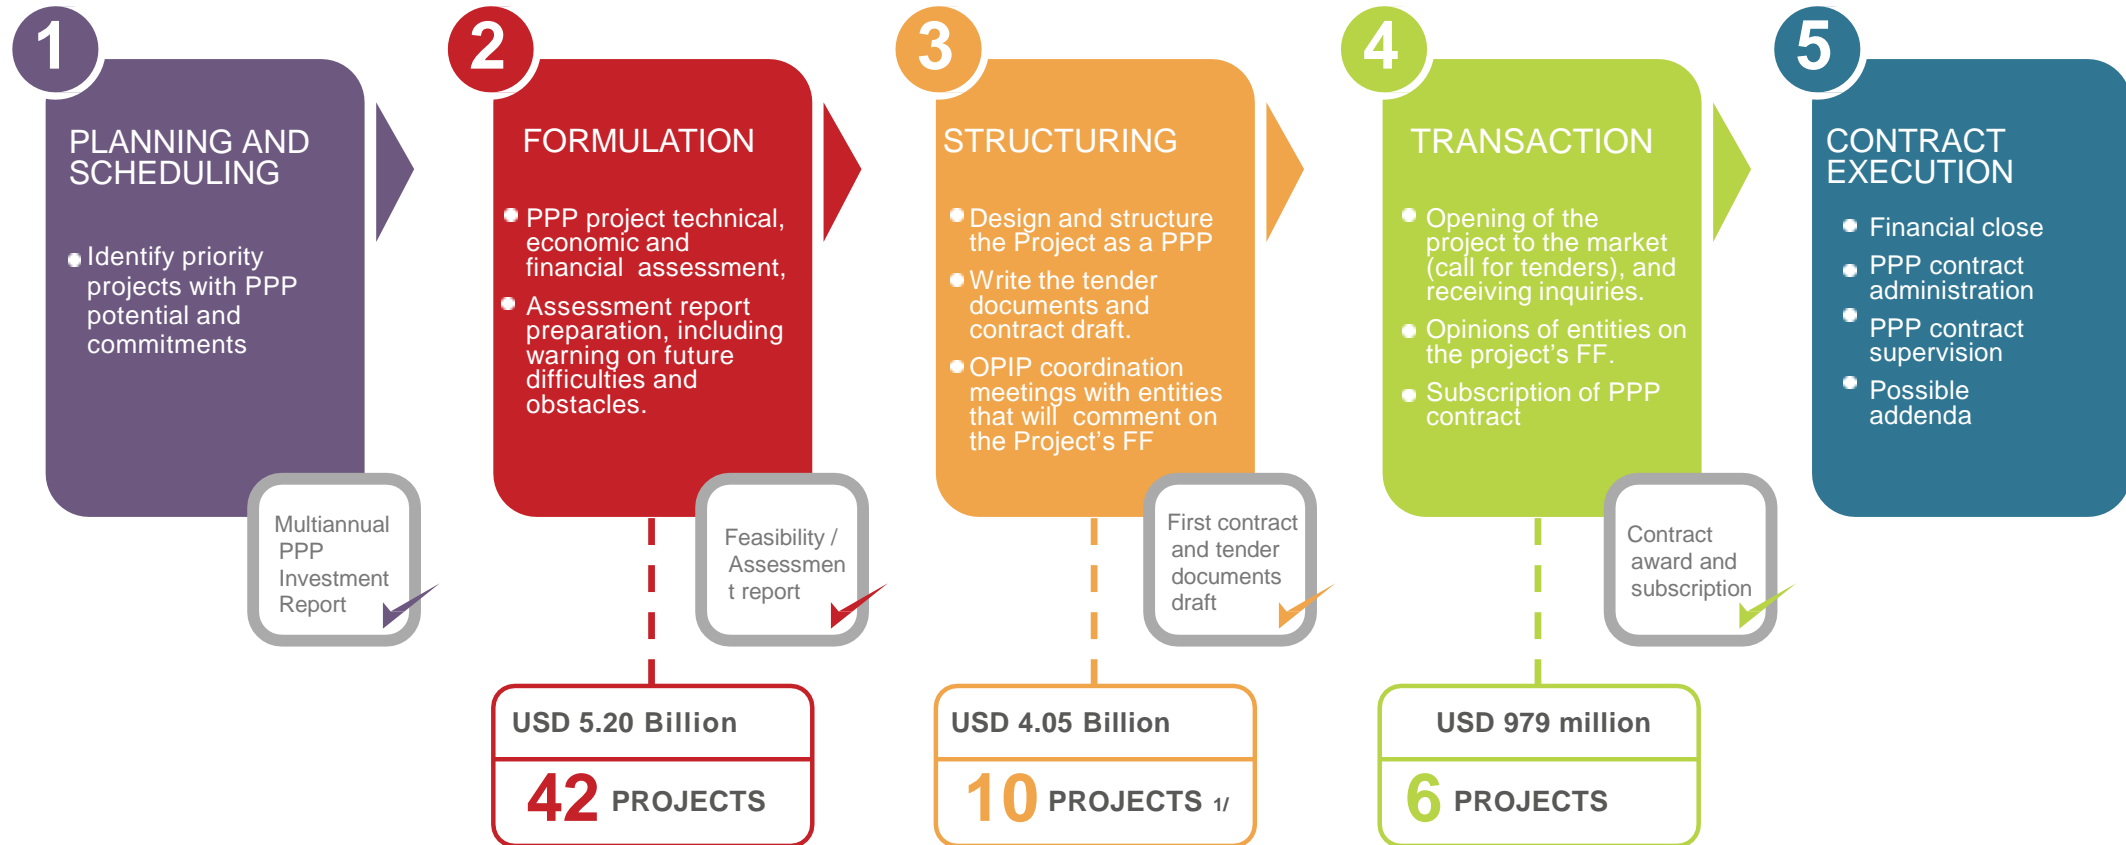 1
PLANNING AND
SCHEDULING
Identify priority
projects with PPP
potential and
commitments
Multiannual
PPP
Investment
Report
2
FORMULATION
PPP project technical,
economic and
financial assessment,
Assessment report
preparation, including
warning on future
difficulties and
obstacles.
Feasibility /
Assessmen
t report
USD 5.20 Billion
42 PROJECTS
3
STRUCTURING
Design and structure
the Project as a PPP
Write the tender
documents and
contract draft.
OPIP coordination
meetings with entities
that will comment on
the Project's FF
First contract
and tender
documents
draft
USD 4.05 Billion
10 PROJECTS 1/
4
TRANSACTION
Opening of the
project to the market
(call for tenders), and
receiving inquiries.
Opinions of entities on
the project's FF.
Subscription of PPP
contract
Contract
award and
subscription
USD 979 million
6 PROJECTS
5
CONTRACT
EXECUTION
Financial close
PPP contract
administration
PPP contract
supervision
Possible
addenda